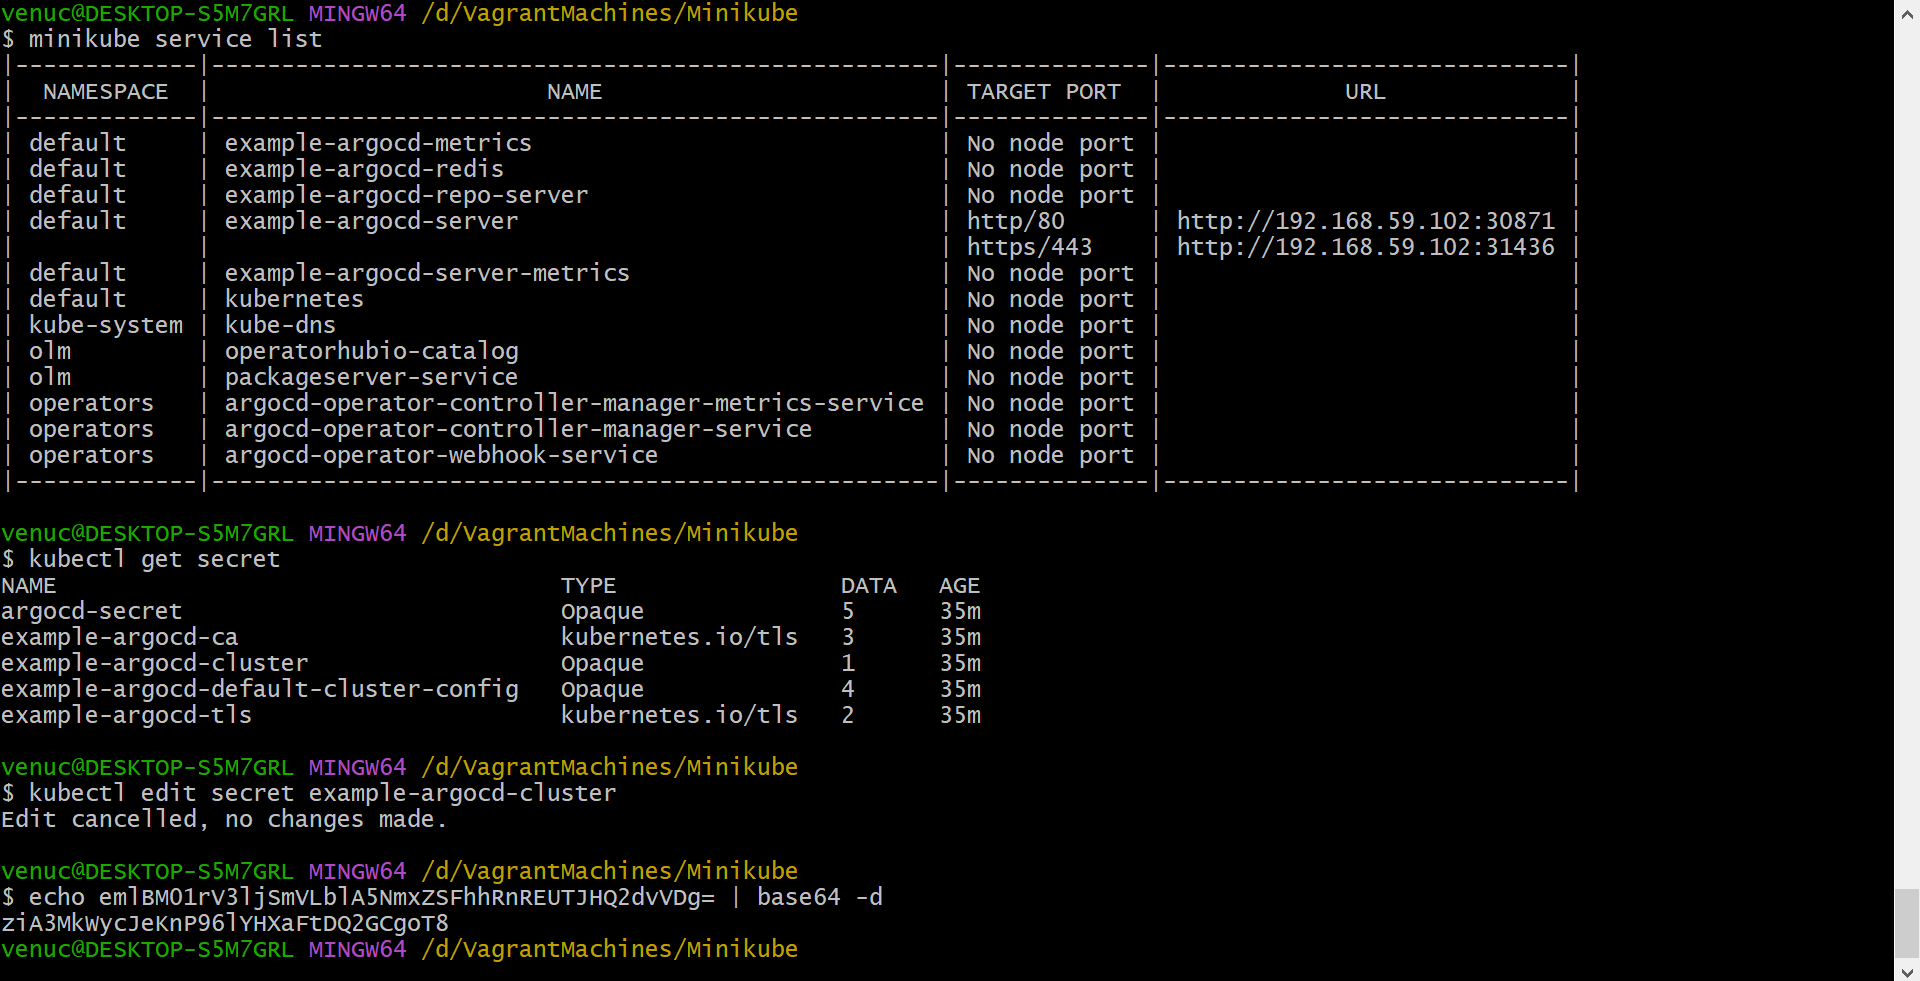 venuc@DESKTOP-S5M7GRL MINGW64 /d/VagrantMachines/Minikube
$ minikube service list
|-------------|----------------------------------------------------|--------------|-----------------------------|
|  NAMESPACE  |                        NAME                        | TARGET PORT  |             URL             |
|-------------|----------------------------------------------------|--------------|-----------------------------|
| default     | example-argocd-metrics                             | No node port |                             |
| default     | example-argocd-redis                               | No node port |                             |
| default     | example-argocd-repo-server                         | No node port |                             |
| default     | example-argocd-server                              | http/80      | http://192.168.59.102:30871 |
|             |                                                    | https/443    | http://192.168.59.102:31436 |
| default     | example-argocd-server-metrics                      | No node port |                             |
| default     | kubernetes                                         | No node port |                             |
| kube-system | kube-dns                                           | No node port |                             |
| olm         | operatorhubio-catalog                              | No node port |                             |
| olm         | packageserver-service                              | No node port |                             |
| operators   | argocd-operator-controller-manager-metrics-service | No node port |                             |
| operators   | argocd-operator-controller-manager-service         | No node port |                             |
| operators   | argocd-operator-webhook-service                    | No node port |                             |
|-------------|----------------------------------------------------|--------------|-----------------------------|
venuc@DESKTOP-S5M7GRL MINGW64 /d/VagrantMachines/Minikube
$ kubectl get secret
NAME                                    TYPE                DATA   AGE
argocd-secret                           Opaque              5      35m
example-argocd-ca                       kubernetes.io/tls   3      35m
example-argocd-cluster                  Opaque              1      35m
example-argocd-default-cluster-config   Opaque              4      35m
example-argocd-tls                      kubernetes.io/tls   2      35m
venuc@DESKTOP-S5M7GRL MINGW64 /d/VagrantMachines/Minikube
$ kubectl edit secret example-argocd-cluster
Edit cancelled, no changes made.
venuc@DESKTOP-S5M7GRL MINGW64 /d/VagrantMachines/Minikube
$ echo emlBM01rV3ljSmVLblA5NmxZSFhhRnREUTJHQ2dvVDg= | base64 -d
ziA3MkWycJeKnP96lYHXaFtDQ2GCgoT8
venuc@DESKTOP-S5M7GRL MINGW64 /d/VagrantMachines/Minikube